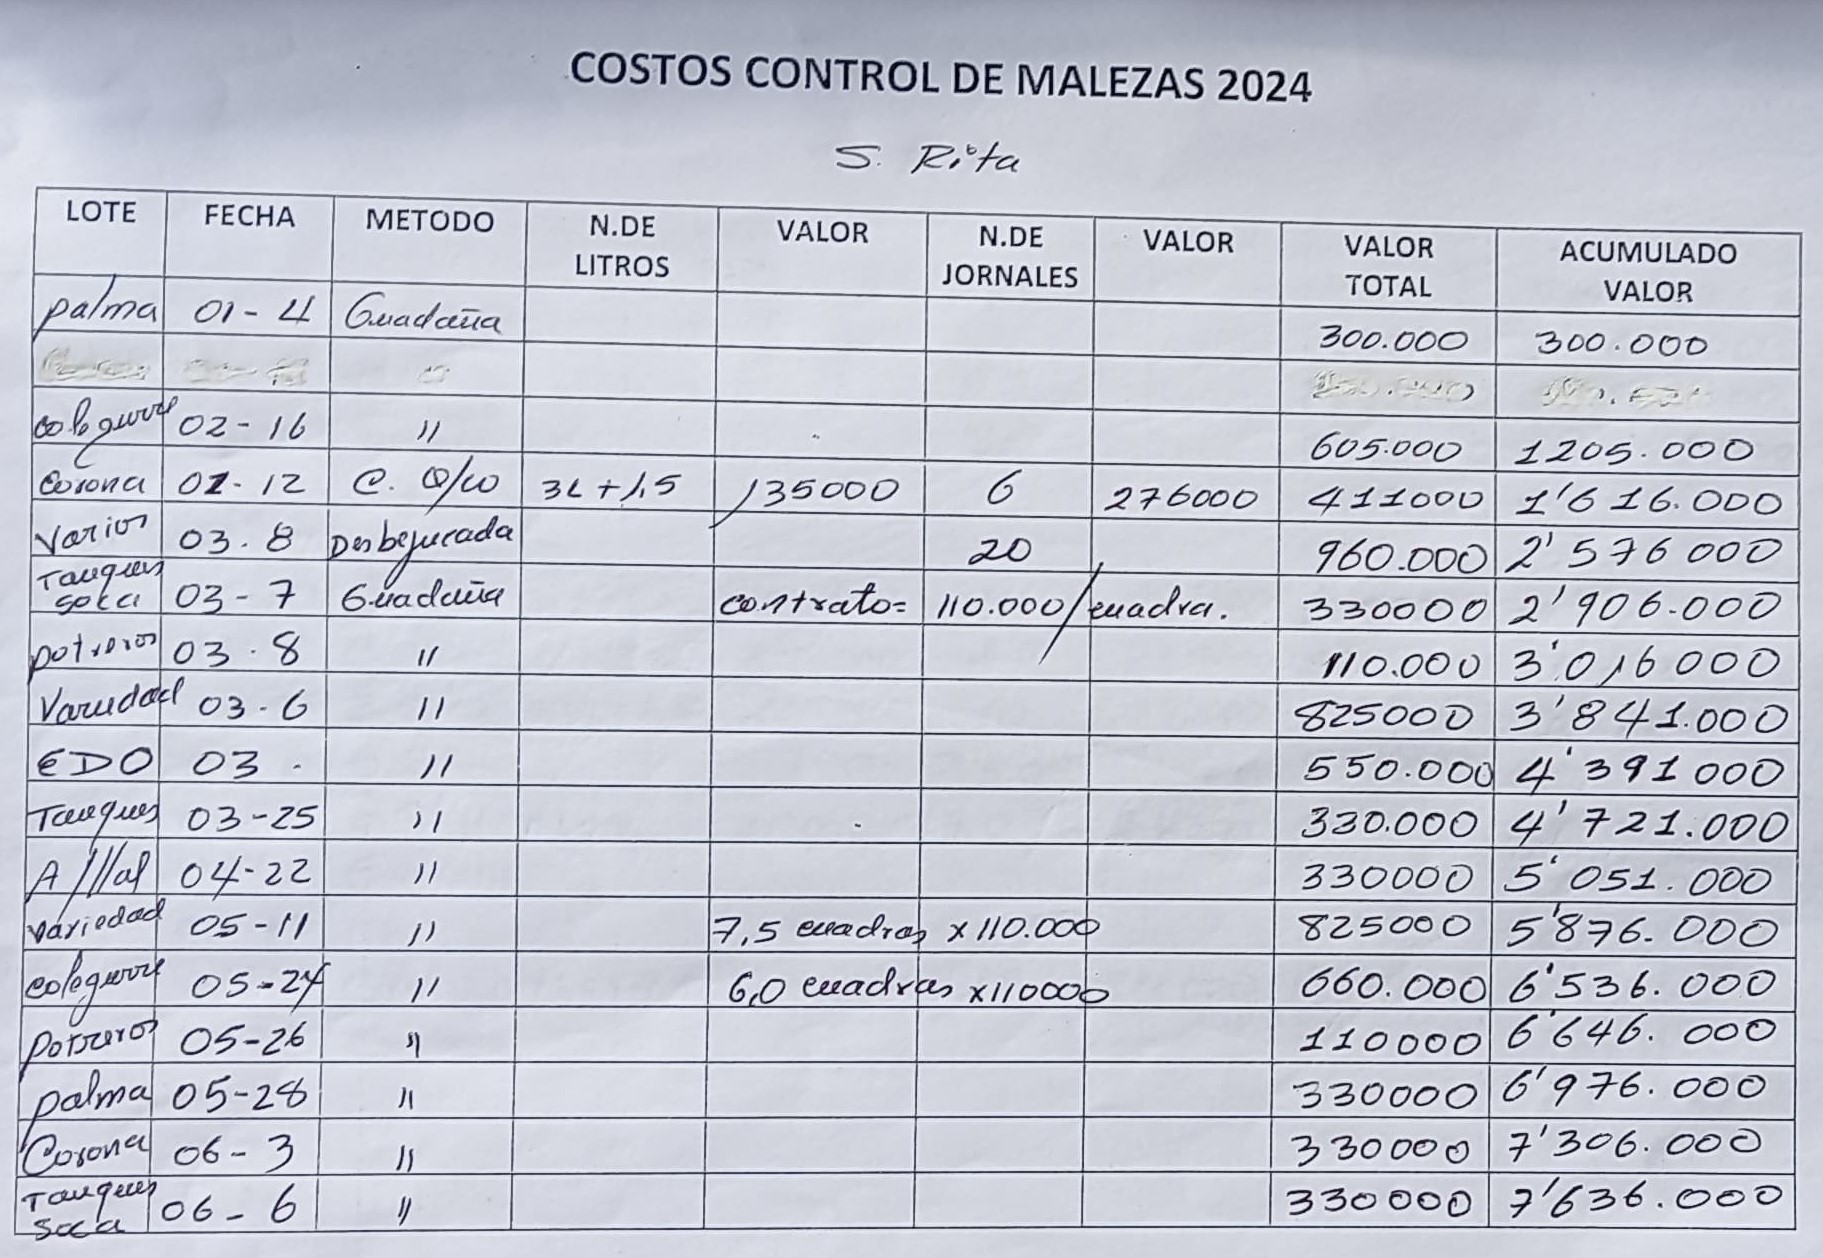 COSTOS CONTROL DE MALEZAS 2024
S. Rita
LOTE FECHA METODO N.DE LITROS VALOR N.DE JORNALES VALOR VALOR TOTAL ACUMULADO VALOR
palma 01-4 Guadaña 300.000 300.000
colegurre 02-16 " 605.000 1205.000
Corona 02-12 C. Q/co 3L+1,5 135000 6 276000 411000 1'616.000
Varios 03.8 Desbejucada 20 960.000 2'576000
Tanques soca 03-7 Guadaña contrato= 110.000/cuadra. 330000 2'906.000
potreros 03.8 " 110.000 3'016000
Variedad 03.6 " 825000 3'841.000
EDO 03. " 550.000 4'391000
Tanques 03-25 " 330.000 4'721.000
04-22 " 330000 5'051.000
variedad 05-11 " 7,5 cuadras x110.000 825000 5'876.000
colegurre 05-24 " 6,0 cuadras x110000 660.000 6'536.000
Potreros 05-26 " 110000 6'646.000
palma 05-28 " 330000 6'976.000
Corona 06-3 " 330000 7'306.000
Tanques soca 06-6 " 330000 7'636.000